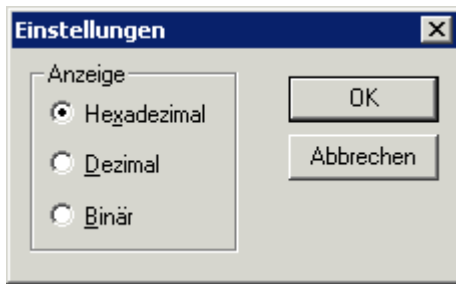 Einstellungen
Anzeige
Hexadezimal
Dezimal
Binär
OK
Abbrechen